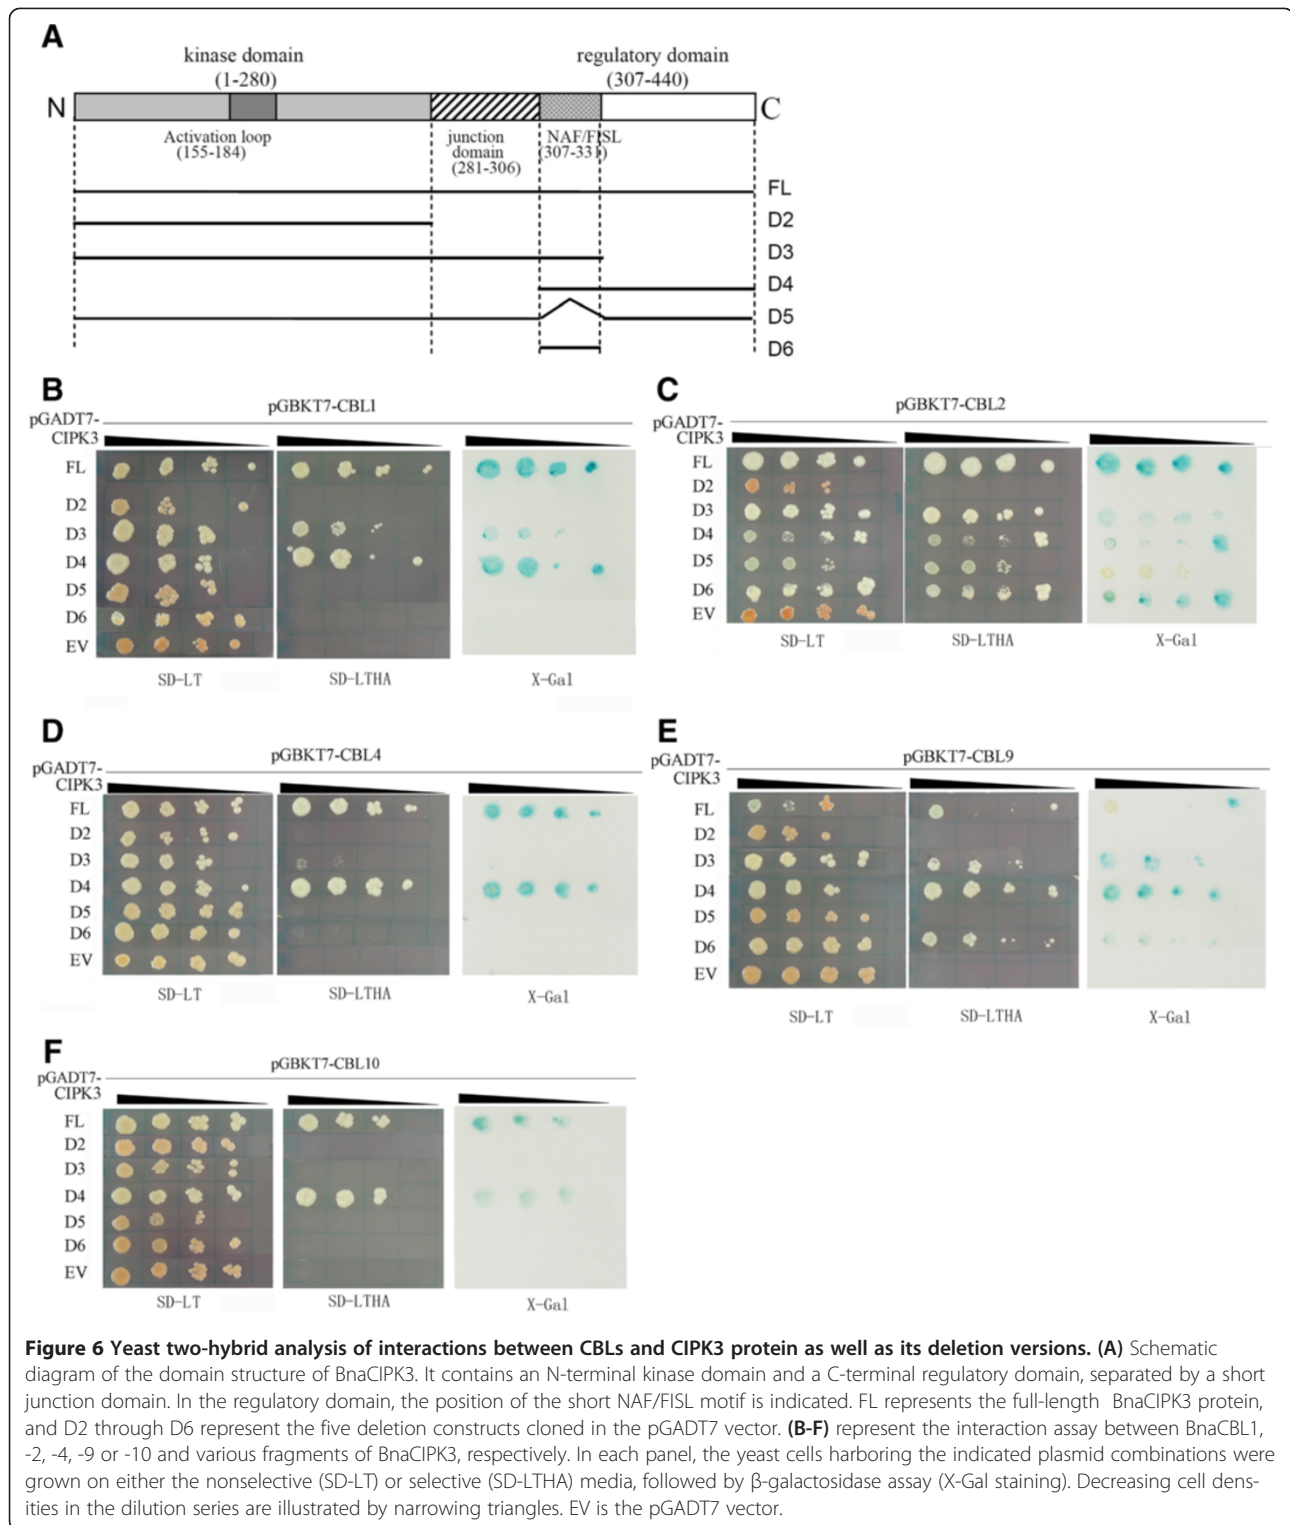 A
kinase domain
(1-280)
regulatory domain
(307-440)
N
C
Activation loop
(155-184)
junction
domain
(281-306)
NAF/FISL
(307-331)
FL
D2
D3
D4
D5
D6
B
pGBKT7-CBL1
pGADT7-
CIPK3
FL
D2
D3
D4
D5
D6
EV
SD-LT
SD-LTHA
X-Gal
C
pGBKT7-CBL2
pGADT7-
CIPK3
FL
D2
D3
D4
D5
D6
EV
SD-LT
SD-LTHA
X-Gal
D
pGBKT7-CBL4
pGADT7-
CIPK3
FL
D2
D3
D4
D5
D6
EV
SD-LT
SD-LTHA
X-Gal
E
pGBKT7-CBL9
pGADT7-
CIPK3
FL
D2
D3
D4
D5
D6
EV
SD-LT
SD-LTHA
X-Gal
F
pGBKT7-CBL10
pGADT7-
CIPK3
FL
D2
D3
D4
D5
D6
EV
SD-LT
SD-LTHA
X-Gal
Figure 6 Yeast two-hybrid analysis of interactions between CBLs and CIPK3 protein as well as its deletion versions. (A) Schematic
diagram of the domain structure of BnaCIPK3. It contains an N-terminal kinase domain and a C-terminal regulatory domain, separated by a short
junction domain. In the regulatory domain, the position of the short NAF/FISL motif is indicated. FL represents the full-length BnaCIPK3 protein,
and D2 through D6 represent the five deletion constructs cloned in the pGADT7 vector. (B-F) represent the interaction assay between BnaCBL1,
-2, -4, -9 or -10 and various fragments of BnaCIPK3, respectively. In each panel, the yeast cells harboring the indicated plasmid combinations were
grown on either the nonselective (SD-LT) or selective (SD-LTHA) media, followed by β-galactosidase assay (X-Gal staining). Decreasing cell dens-
ities in the dilution series are illustrated by narrowing triangles. EV is the pGADT7 vector.